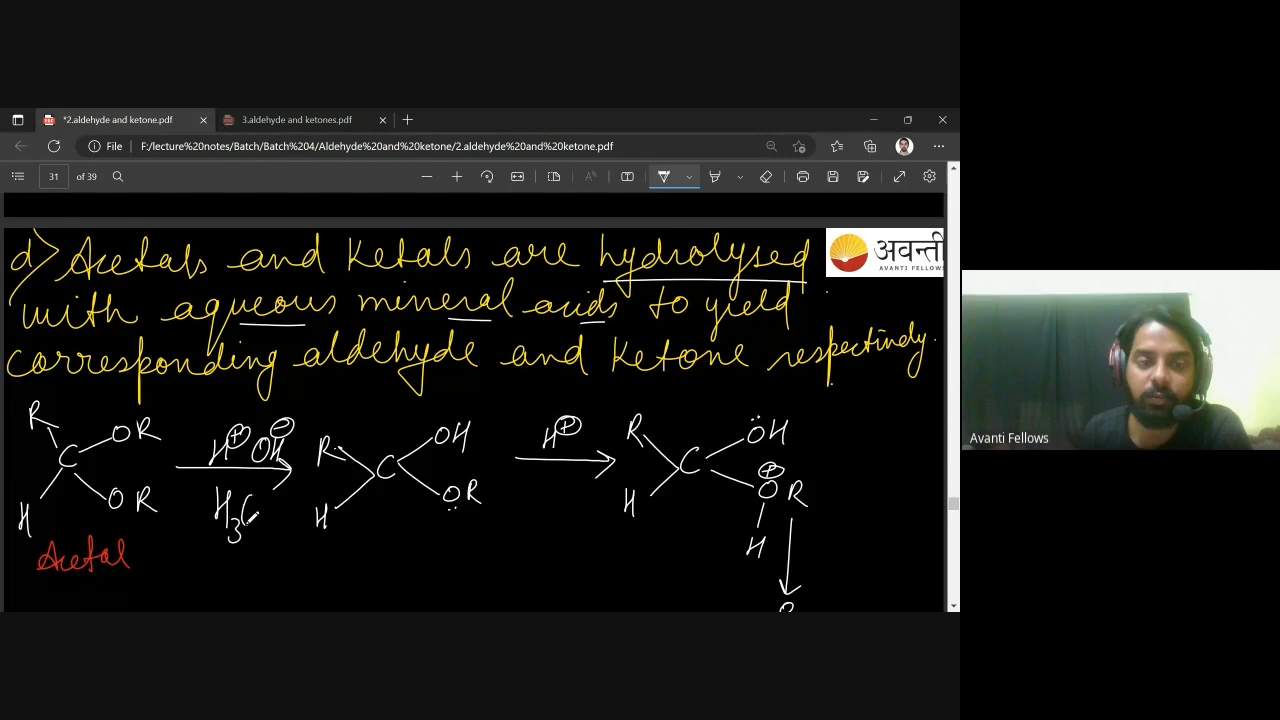 *2.aldehyde and ketone.pdf
3.aldehyde and ketones.pdf
File F:/lecture%20notes/Batch/Batch%204/Aldehyde%20and%20ketone/2.aldehyde%20and%20ketone.pdf
31 of 39
d) Acetals and Ketals are hydrolysed
with aqueous mineral acids to yield
corresponding aldehyde and Ketone respectively.
अवन्ती
AVANTI FELLOWS
R C OR OR H
H⊕ OH⊖
H3
R C OH OR H
H⊕
R C OH H O⊕ R H
Acetal
Avanti Fellows